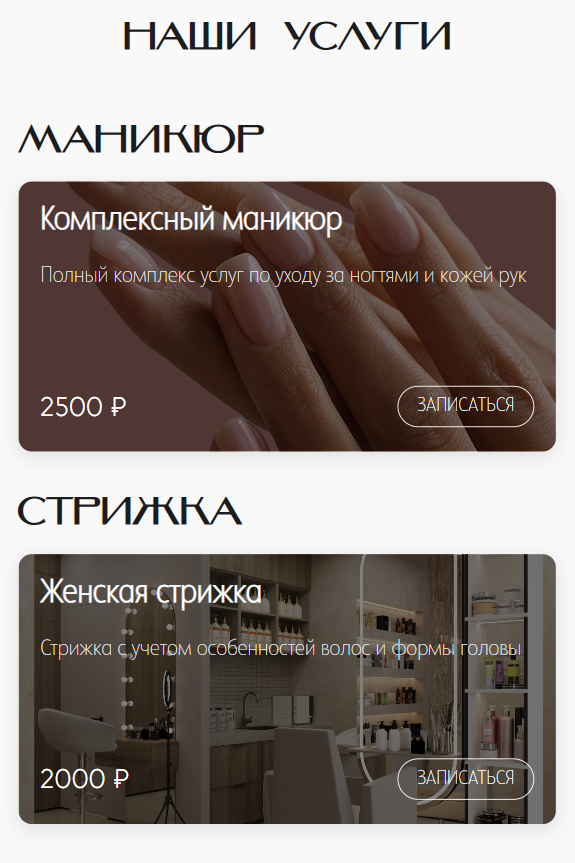 НАШИ УСЛУГИ
МАНИКЮР
Комплексный маникюр
Полный комплекс услуг по уходу за ногтями и кожей рук
2500 ₽
ЗАПИСАТЬСЯ
СТРИЖКА
Женская стрижка
Стрижка с учетом особенностей волос и формы головы
2000 ₽
ЗАПИСАТЬСЯ